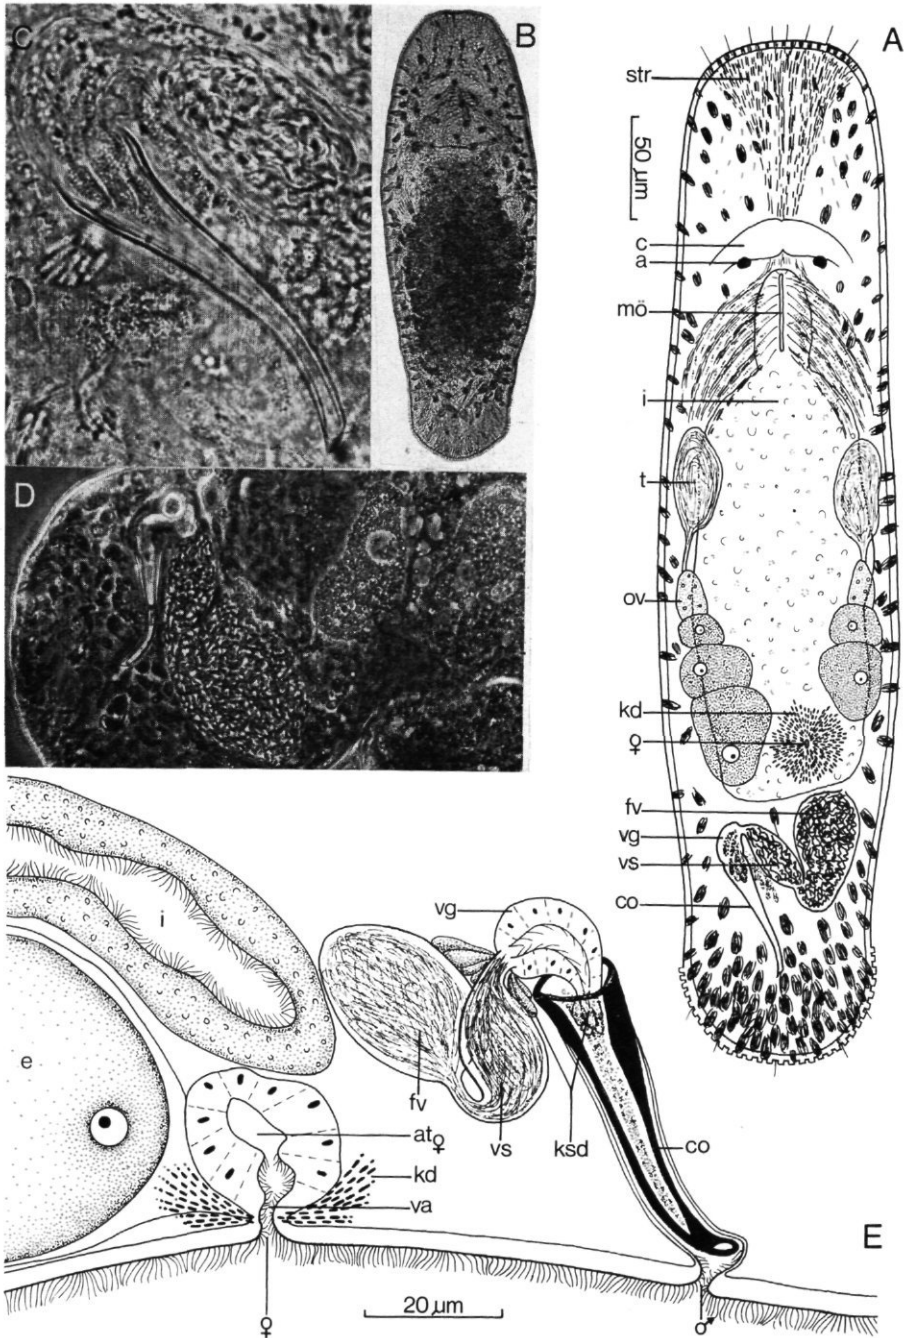 C
B
A
str
50 µm
c
a
mö
i
t
D
ov
kd
♀
fv
vg
vs
co
vg
i
e
fv
at♀
vs
ksd
co
kd
va
E
♀
20 µm
♂